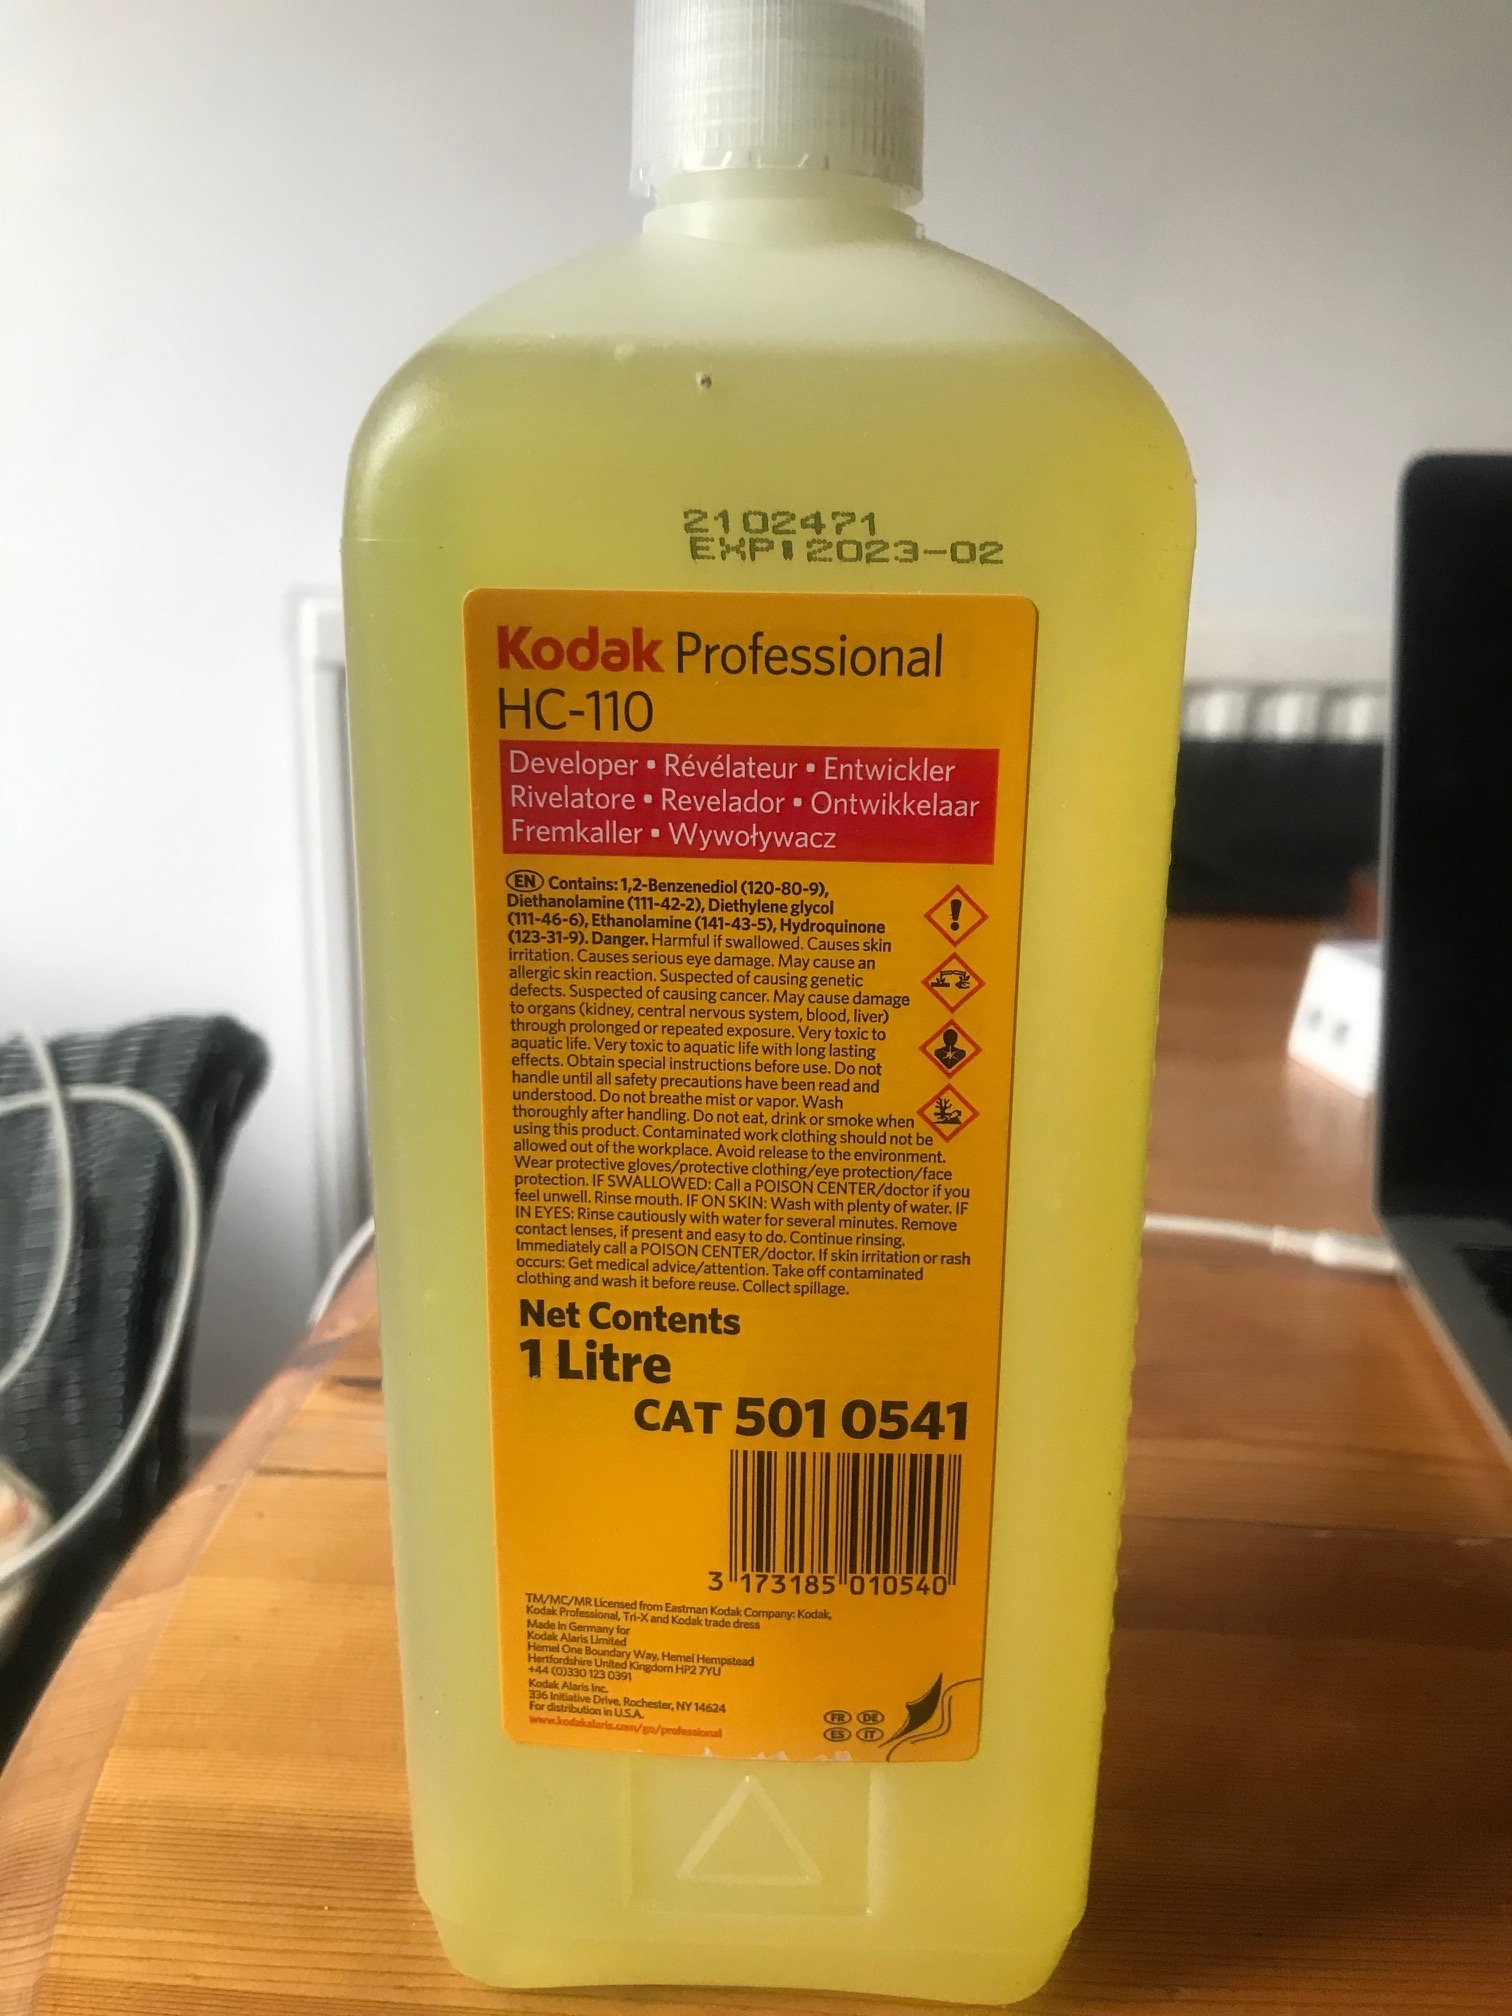 2102471
EXP: 2023-02
Kodak Professional
HC-110
Developer ▪ Révélateur ▪ Entwickler
Rivelatore ▪ Revelador ▪ Ontwikkelaar
Fremkaller ▪ Wywoływacz
EN Contains: 1,2-Benzenediol (120-80-9),
Diethanolamine (111-42-2), Diethylene glycol
(111-46-6), Ethanolamine (141-43-5), Hydroquinone
(123-31-9). Danger. Harmful if swallowed. Causes skin
irritation. Causes serious eye damage. May cause an
allergic skin reaction. Suspected of causing genetic
defects. Suspected of causing cancer. May cause damage
to organs (kidney, central nervous system, blood, liver)
through prolonged or repeated exposure. Very toxic to
aquatic life. Very toxic to aquatic life with long lasting
effects. Obtain special instructions before use. Do not
handle until all safety precautions have been read and
understood. Do not breathe mist or vapor. Wash
thoroughly after handling. Do not eat, drink or smoke when
using this product. Contaminated work clothing should not be
allowed out of the workplace. Avoid release to the environment.
Wear protective gloves/protective clothing/eye protection/face
protection. IF SWALLOWED: Call a POISON CENTER/doctor if you
feel unwell. Rinse mouth. IF ON SKIN: Wash with plenty of water. IF
IN EYES: Rinse cautiously with water for several minutes. Remove
contact lenses, if present and easy to do. Continue rinsing.
Immediately call a POISON CENTER/doctor. If skin irritation or rash
occurs: Get medical advice/attention. Take off contaminated
clothing and wash it before reuse. Collect spillage.
Net Contents
1 Litre
CAT 501 0541
3 173185 010540
TM/MC/MR Licensed from Eastman Kodak Company: Kodak,
Kodak Professional, Tri-X and Kodak trade dress
Made in Germany for
Kodak Alaris Limited
Hemel One Boundary Way, Hemel Hempstead
Hertfordshire United Kingdom HP2 7YU
+44 (0)330 123 0391
Kodak Alaris Inc.
336 Initiative Drive, Rochester, NY 14624
For distribution in U.S.A.
www.kodakalaris.com/go/professional
FR DE
ES IT